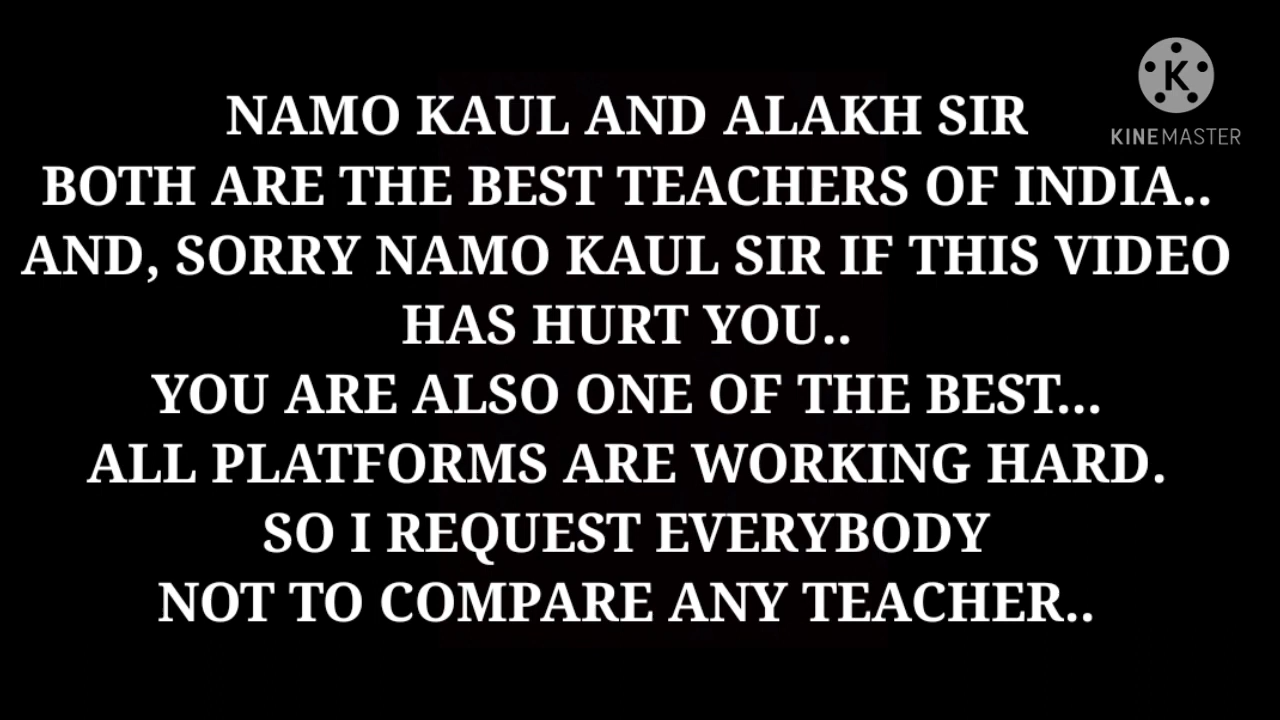 K
KINEMASTER
NAMO KAUL AND ALAKH SIR
BOTH ARE THE BEST TEACHERS OF INDIA..
AND, SORRY NAMO KAUL SIR IF THIS VIDEO
HAS HURT YOU..
YOU ARE ALSO ONE OF THE BEST...
ALL PLATFORMS ARE WORKING HARD.
SO I REQUEST EVERYBODY
NOT TO COMPARE ANY TEACHER..